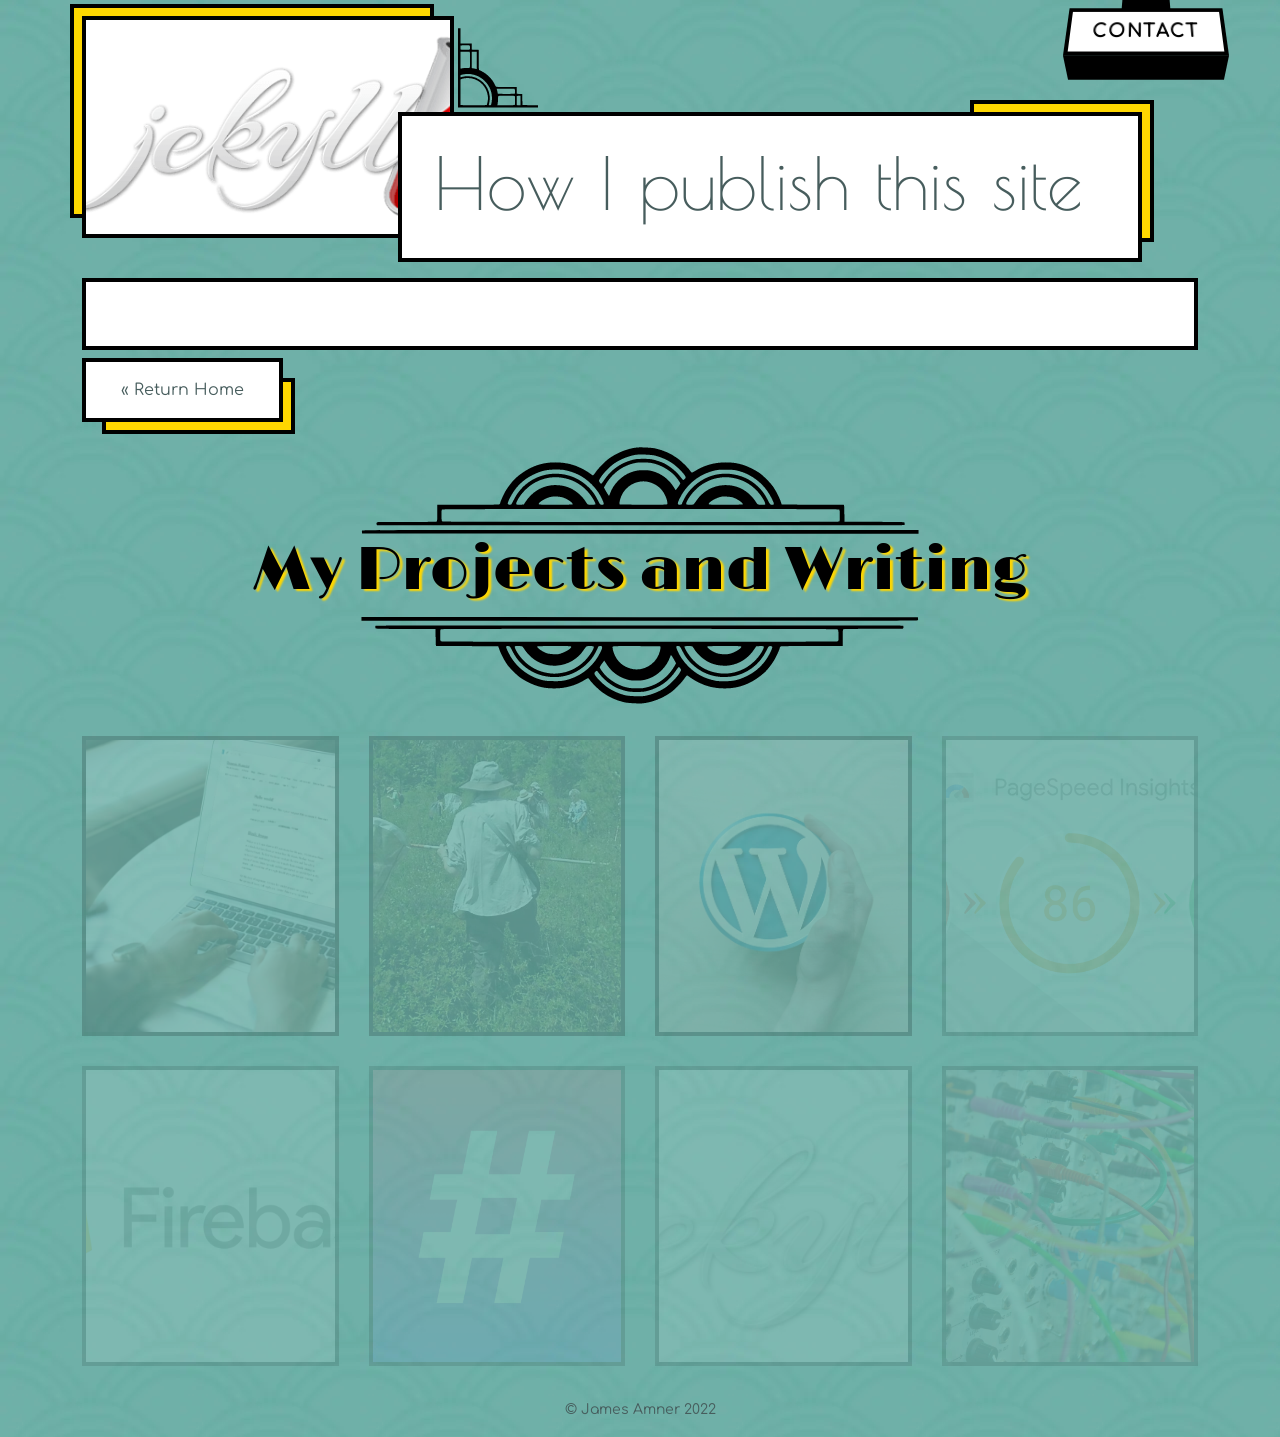 CONTACT
jekyll
How I publish this site
« Return Home
My Projects and Writing
PageSpeed Insights
86
Fireba
#
© James Amner 2022